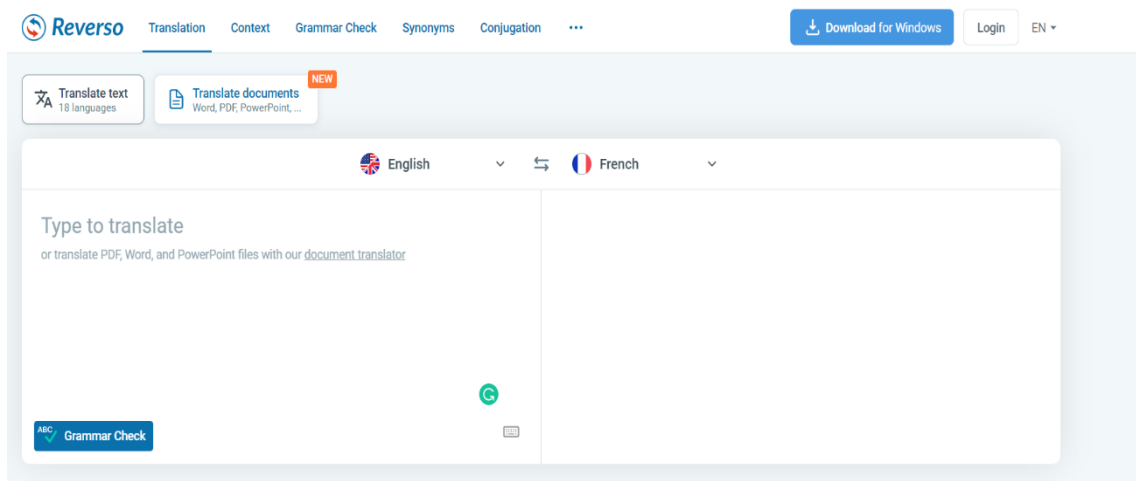 Reverso Translation Context Grammar Check Synonyms Conjugation ••• Download for Windows Login EN
NEW
Translate text Translate documents
18 languages Word, PDF, PowerPoint, ...
English French
Type to translate
or translate PDF, Word, and PowerPoint files with our document translator
G
ABC Grammar Check